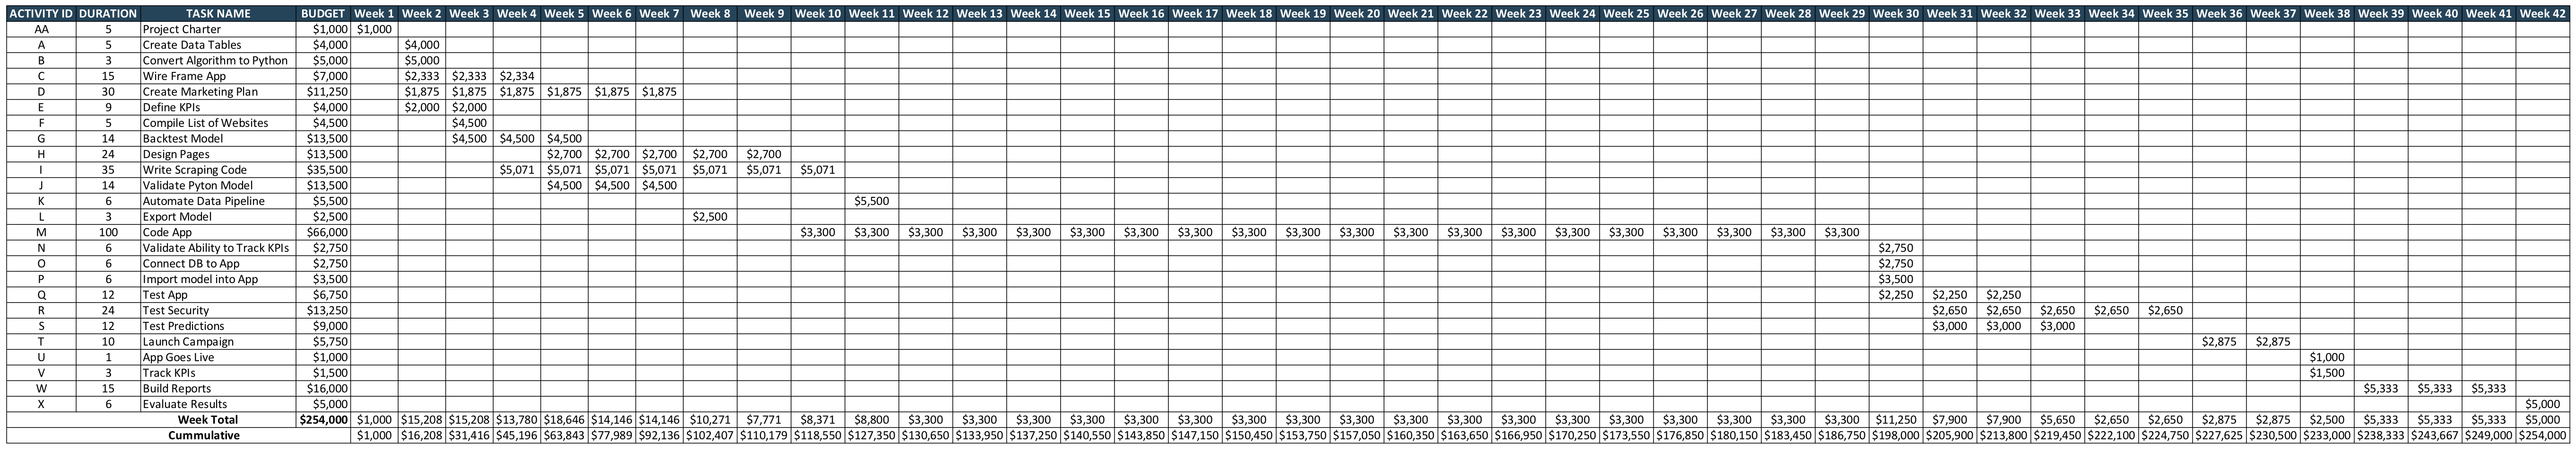 ACTIVITY ID DURATION TASK NAME BUDGET Week 1 Week 2 Week 3 Week 4 Week 5 Week 6 Week 7 Week 8 Week 9 Week 10 Week 11 Week 12 Week 13 Week 14 Week 15 Week 16 Week 17 Week 18 Week 19 Week 20 Week 21 Week 22 Week 23 Week 24 Week 25 Week 26 Week 27 Week 28 Week 29 Week 30 Week 31 Week 32 Week 33 Week 34 Week 35 Week 36 Week 37 Week 38 Week 39 Week 40 Week 41 Week 42
AA 5 Project Charter $1,000 $1,000
A 5 Create Data Tables $4,000 $4,000
B 3 Convert Algorithm to Python $5,000 $5,000
C 15 Wire Frame App $7,000 $2,333 $2,333 $2,334
D 30 Create Marketing Plan $11,250 $1,875 $1,875 $1,875 $1,875 $1,875 $1,875
E 9 Define KPIs $4,000 $2,000 $2,000
F 5 Compile List of Websites $4,500 $4,500
G 14 Backtest Model $13,500 $4,500 $4,500 $4,500
H 24 Design Pages $13,500 $2,700 $2,700 $2,700 $2,700 $2,700
I 35 Write Scraping Code $35,500 $5,071 $5,071 $5,071 $5,071 $5,071 $5,071 $5,071
J 14 Validate Pyton Model $13,500 $4,500 $4,500 $4,500
K 6 Automate Data Pipeline $5,500 $5,500
L 3 Export Model $2,500 $2,500
M 100 Code App $66,000 $3,300 $3,300 $3,300 $3,300 $3,300 $3,300 $3,300 $3,300 $3,300 $3,300 $3,300 $3,300 $3,300 $3,300 $3,300 $3,300 $3,300 $3,300 $3,300 $3,300
N 6 Validate Ability to Track KPIs $2,750 $2,750
O 6 Connect DB to App $2,750 $2,750
P 6 Import model into App $3,500 $3,500
Q 12 Test App $6,750 $2,250 $2,250 $2,250
R 24 Test Security $13,250 $2,650 $2,650 $2,650 $2,650 $2,650
S 12 Test Predictions $9,000 $3,000 $3,000 $3,000
T 10 Launch Campaign $5,750 $2,875 $2,875
U 1 App Goes Live $1,000 $1,000
V 3 Track KPIs $1,500 $1,500
W 15 Build Reports $16,000 $5,333 $5,333 $5,333
X 6 Evaluate Results $5,000 $5,000
Week Total $254,000 $1,000 $15,208 $15,208 $13,780 $18,646 $14,146 $14,146 $10,271 $7,771 $8,371 $8,800 $3,300 $3,300 $3,300 $3,300 $3,300 $3,300 $3,300 $3,300 $3,300 $3,300 $3,300 $3,300 $3,300 $3,300 $3,300 $3,300 $3,300 $3,300 $11,250 $7,900 $7,900 $5,650 $2,650 $2,650 $2,875 $2,875 $2,500 $5,333 $5,333 $5,333 $5,000
Cummulative $1,000 $16,208 $31,416 $45,196 $63,843 $77,989 $92,136 $102,407 $110,179 $118,550 $127,350 $130,650 $133,950 $137,250 $140,550 $143,850 $147,150 $150,450 $153,750 $157,050 $160,350 $163,650 $166,950 $170,250 $173,550 $176,850 $180,150 $183,450 $186,750 $198,000 $205,900 $213,800 $219,450 $222,100 $224,750 $227,625 $230,500 $233,000 $238,333 $243,667 $249,000 $254,000